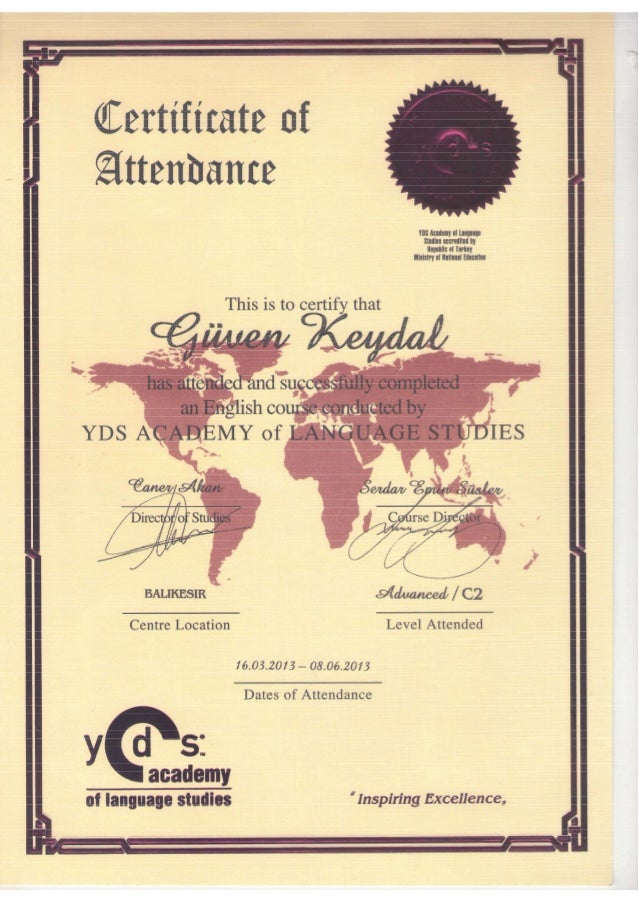 Certificate of
Attendance
YDS Academy of Language
Studies accredited by
Republic of Turkey
Ministry of National Education
This is to certify that
Güven Keydal
has attended and successfully completed
an English course conducted by
YDS ACADEMY of LANGUAGE STUDIES
Caner Akan
Director of Studies
Serdar Süsler
Course Director
BALIKESIR
Centre Location
Advanced / C2
Level Attended
16.03.2013 – 08.06.2013
Dates of Attendance
yds:
academy
of language studies
“Inspiring Excellence„